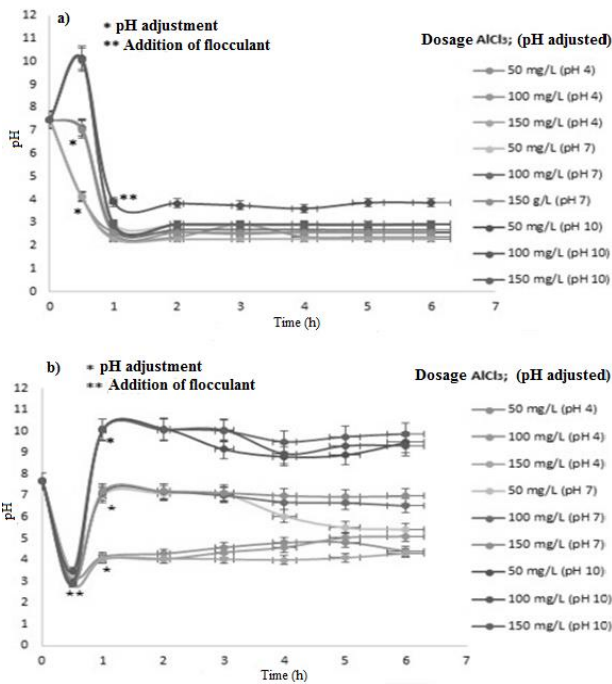 a)
* pH adjustment
** Addition of flocculant
Dosage AlCl₃; (pH adjusted)
12
11
10
9
8
7
6
5
4
3
2
1
0
pH
*
*
**
0 1 2 3 4 5 6 7
Time (h)
50 mg/L (pH 4)
100 mg/L (pH 4)
150 mg/L (pH 4)
50 mg/L (pH 7)
100 mg/L (pH 7)
150 g/L (pH 7)
50 mg/L (pH 10)
100 mg/L (pH 10)
150 mg/L (pH 10)
b)
* pH adjustment
** Addition of flocculant
Dosage AlCl₃; (pH adjusted)
12
11
10
9
8
7
6
5
4
3
2
1
0
pH
*
*
*
**
0 1 2 3 4 5 6 7
Time (h)
50 mg/L (pH 4)
100 mg/L (pH 4)
150 mg/L (pH 4)
50 mg/L (pH 7)
100 mg/L (pH 7)
150 mg/L (pH 7)
50 mg/L (pH 10)
100 mg/L (pH 10)
150 mg/L (pH 10)